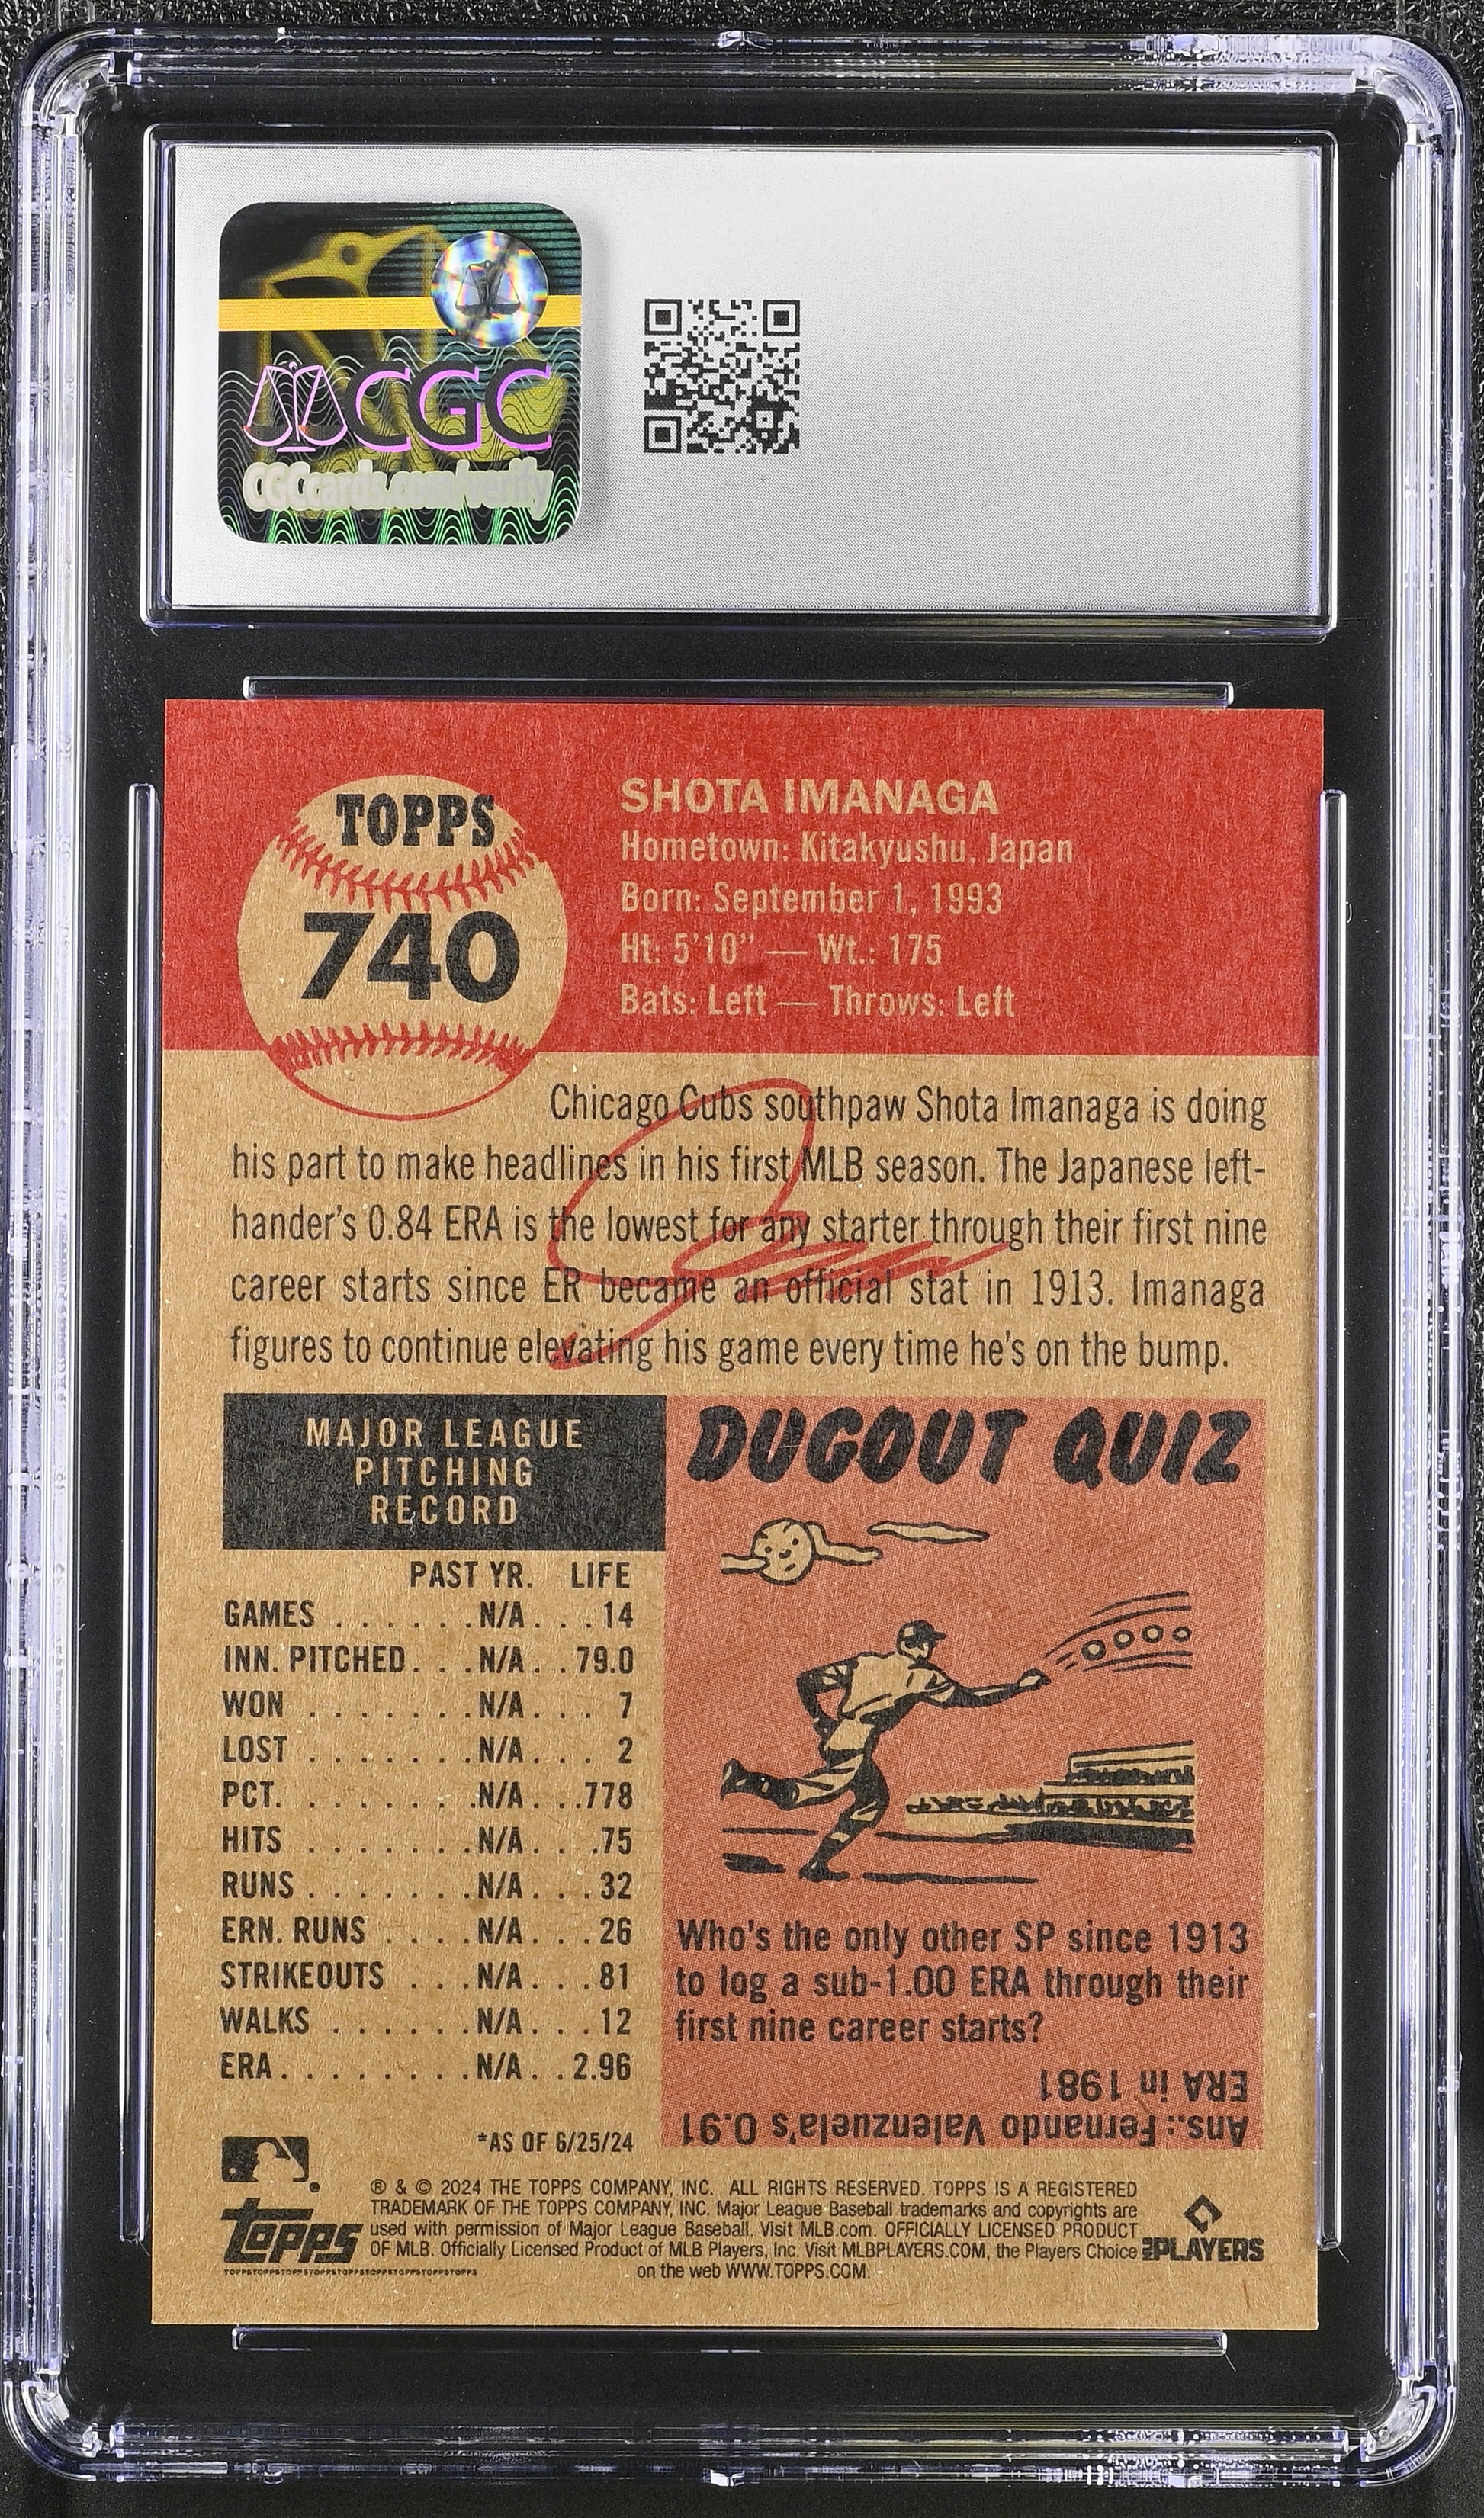 CGC
CGCcards.com/verify
TOPPS
740
SHOTA IMANAGA
Hometown: Kitakyushu, Japan
Born: September 1, 1993
Ht: 5'10" — Wt.: 175
Bats: Left — Throws: Left
Chicago Cubs southpaw Shota Imanaga is doing
his part to make headlines in his first MLB season. The Japanese left-
hander's 0.84 ERA is the lowest for any starter through their first nine
career starts since ER became an official stat in 1913. Imanaga
figures to continue elevating his game every time he's on the bump.
MAJOR LEAGUE
PITCHING
RECORD
PAST YR. LIFE
GAMES . . . . . . .N/A. . . .14
INN. PITCHED. . . .N/A. . .79.0
WON . . . . . . . .N/A. . . . 7
LOST . . . . . . . .N/A. . . . 2
PCT. . . . . . . . .N/A. . . .778
HITS . . . . . . . .N/A. . . .75
RUNS . . . . . . . .N/A. . . .32
ERN. RUNS . . . . .N/A. . . .26
STRIKEOUTS . . . .N/A. . . .81
WALKS . . . . . . .N/A. . . .12
ERA. . . . . . . . .N/A. . .2.96
*AS OF 6/25/24
DUGOUT QUIZ
Who's the only other SP since 1913
to log a sub-1.00 ERA through their
first nine career starts?
Ans.: Fernando Valenzuela's 0.91
ERA in 1981
® & © 2024 THE TOPPS COMPANY, INC. ALL RIGHTS RESERVED. TOPPS IS A REGISTERED
TRADEMARK OF THE TOPPS COMPANY, INC. Major League Baseball trademarks and copyrights are
used with permission of Major League Baseball. Visit MLB.com. OFFICIALLY LICENSED PRODUCT
OF MLB. Officially Licensed Product of MLB Players, Inc. Visit MLBPLAYERS.COM, the Players Choice
on the web WWW.TOPPS.COM.
topps
TOPPSTOPPSTOPPSTOPPSTOPPSTOPPSTOPPSTOPPSTOPPS
MLB PLAYERS